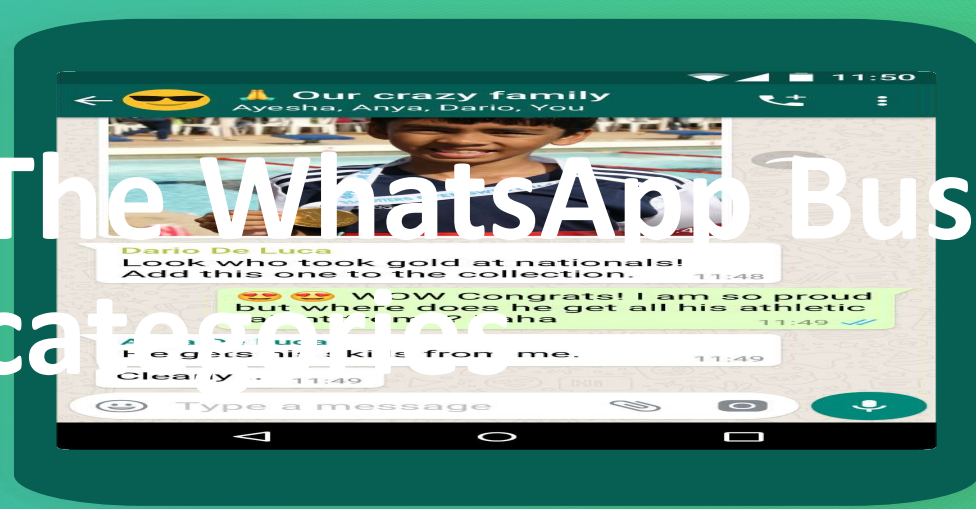 11:50
Our crazy family
Ayesha, Anya, Dario, You
The WhatsApp Bus
Dario De Luca
Look who took gold at nationals!
Add this one to the collection.
11:48
WOW Congrats! I am so proud
but where does he get all his athletic
11:49
categories
from me.
11:49
11:49
Type a message